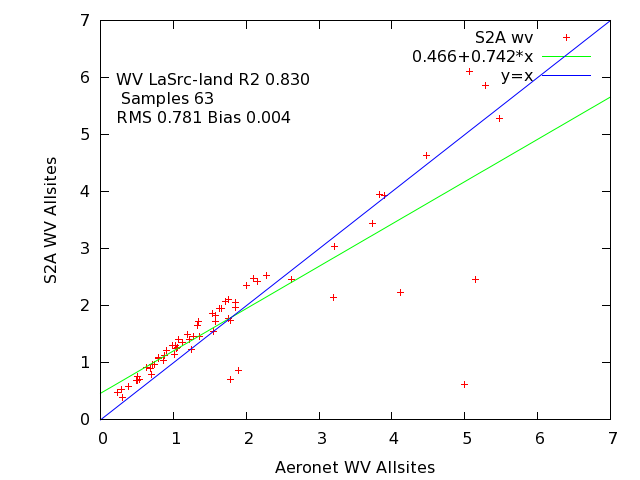 S2A wv
0.466+0.742*x
y=x
WV LaSrc-land R2 0.830
Samples 63
RMS 0.781 Bias 0.004
7
6
5
4
3
2
1
0
S2A WV Allsites
0 1 2 3 4 5 6 7
Aeronet WV Allsites